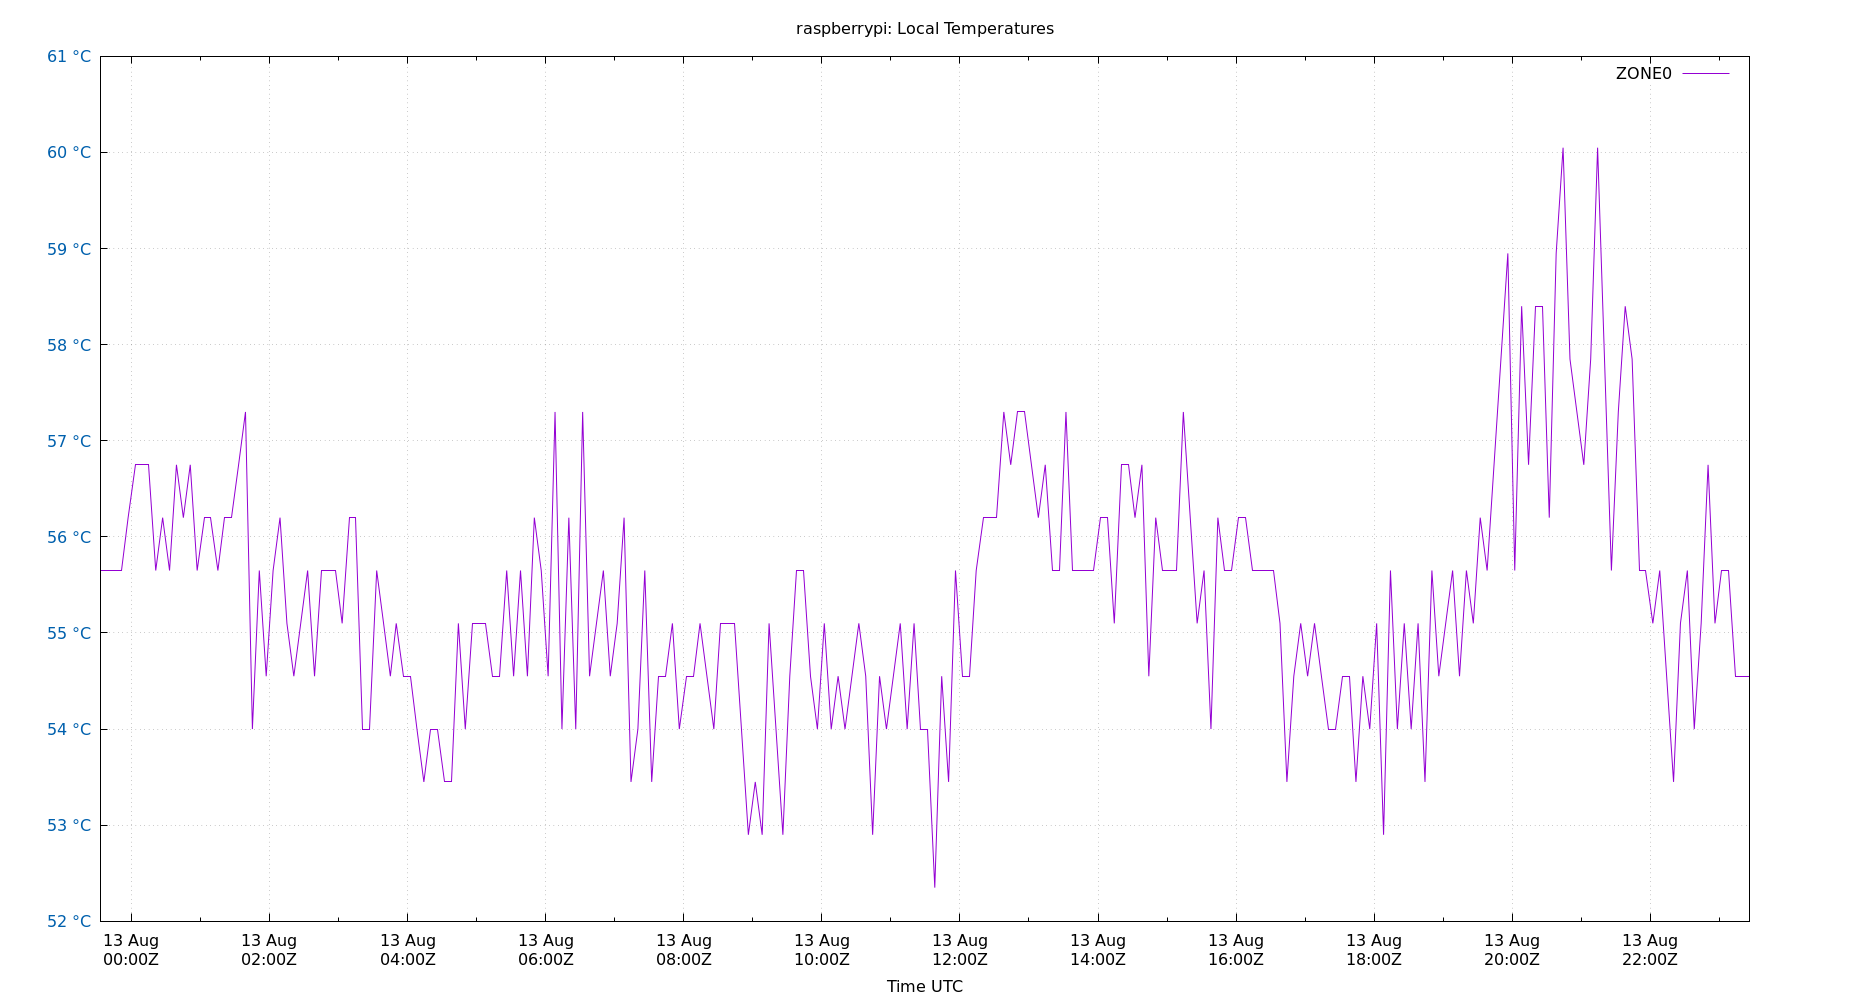 raspberrypi: Local Temperatures
61 °C
ZONE0
60 °C
59 °C
58 °C
57 °C
56 °C
55 °C
54 °C
53 °C
52 °C
13 Aug 13 Aug 13 Aug 13 Aug 13 Aug 13 Aug 13 Aug 13 Aug 13 Aug 13 Aug 13 Aug 13 Aug
00:00Z 02:00Z 04:00Z 06:00Z 08:00Z 10:00Z 12:00Z 14:00Z 16:00Z 18:00Z 20:00Z 22:00Z
Time UTC